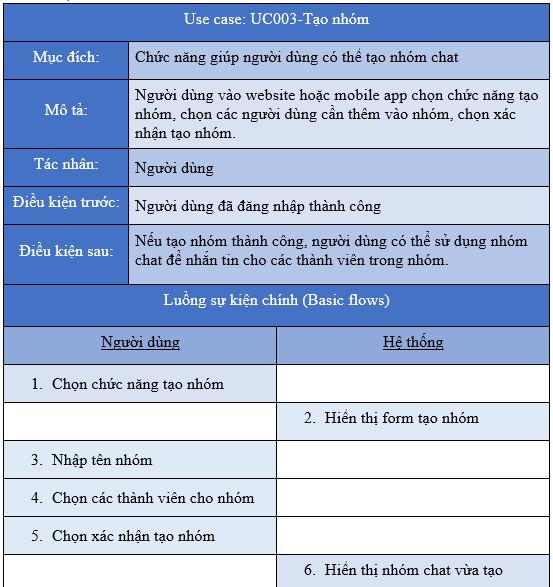 Use case: UC003-Tạo nhóm
Mục đích:
Chức năng giúp người dùng có thể tạo nhóm chat
Mô tả:
Người dùng vào website hoặc mobile app chọn chức năng tạo
nhóm, chọn các người dùng cần thêm vào nhóm, chọn xác
nhận tạo nhóm.
Tác nhân:
Người dùng
Điều kiện trước:
Người dùng đã đăng nhập thành công
Điều kiện sau:
Nếu tạo nhóm thành công, người dùng có thể sử dụng nhóm
chat để nhắn tin cho các thành viên trong nhóm.
Luồng sự kiện chính (Basic flows)
Người dùng
Hệ thống
1. Chọn chức năng tạo nhóm
2. Hiển thị form tạo nhóm
3. Nhập tên nhóm
4. Chọn các thành viên cho nhóm
5. Chọn xác nhận tạo nhóm
6. Hiển thị nhóm chat vừa tạo